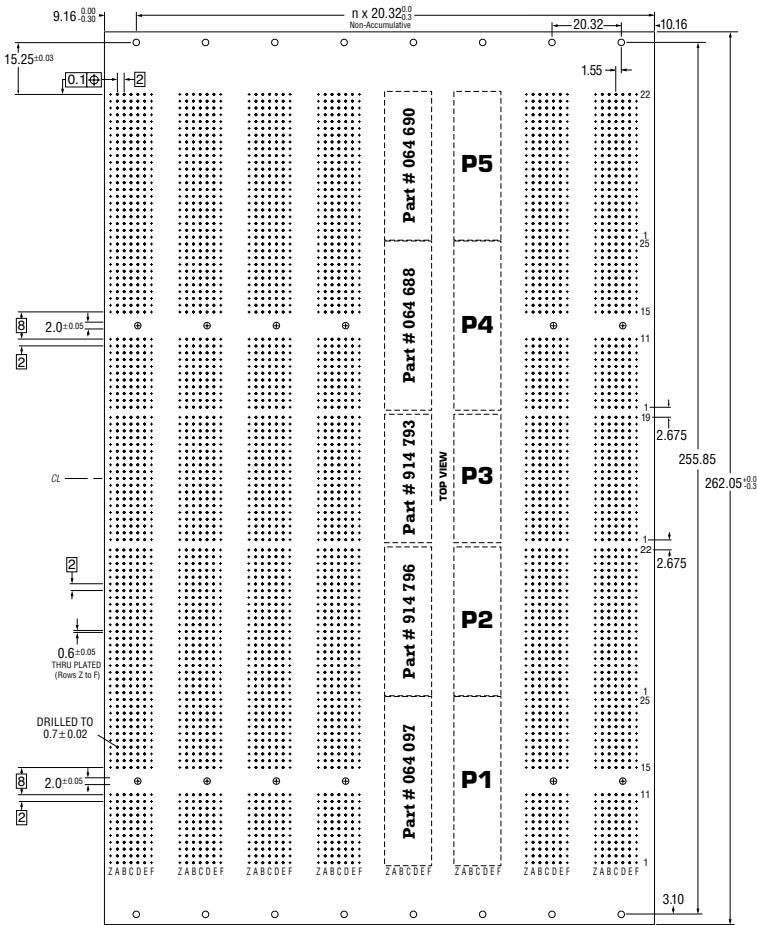 9.16 0.00 -0.30
n x 20.32 0.0 -0.3
Non-Accumulative
20.32
10.16
15.25±0.03
0.1 ⌖
2
1.55
22
Part # 064 690
P5
1
25
Part # 064 688
P4
8
2.0±0.05
2
15
11
1
19
2.675
Part # 914 793
TOP VIEW
P3
CL
255.85
262.05 +0.0 -0.3
1
22
2.675
2
Part # 914 796
P2
0.6±0.05
THRU PLATED
(Rows Z to F)
1
25
DRILLED TO
0.7±0.02
Part # 064 097
P1
8
2.0±0.05
2
15
11
1
Z A B C D E F Z A B C D E F Z A B C D E F Z A B C D E F Z A B C D E F Z A B C D E F Z A B C D E F Z A B C D E F
3.10